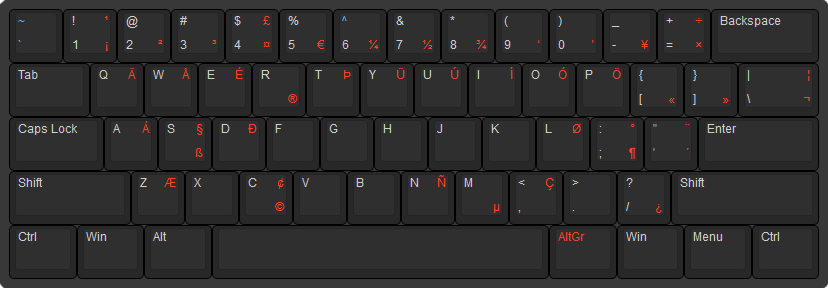 ~ ! ¹ @ # $ £ % ^ & * ( ) _ + ÷ Backspace
` 1 ¡ 2 ² 3 ³ 4 ¤ 5 € 6 ¼ 7 ½ 8 ¾ 9 ‘ 0 ’ - ¥ = ×
Tab Q Ä W Å E É R T Þ Y Ü U Ú I Í O Ó P Ö { } | ¦
® [ « ] » \ ¬
Caps Lock A Á S § D Ð F G H J K L Ø : ° " ¨ Enter
ß ; ¶ ' ´
Shift Z Æ X C ¢ V B N Ñ M < Ç > ? Shift
© µ , . / ¿
Ctrl Win Alt AltGr Win Menu Ctrl